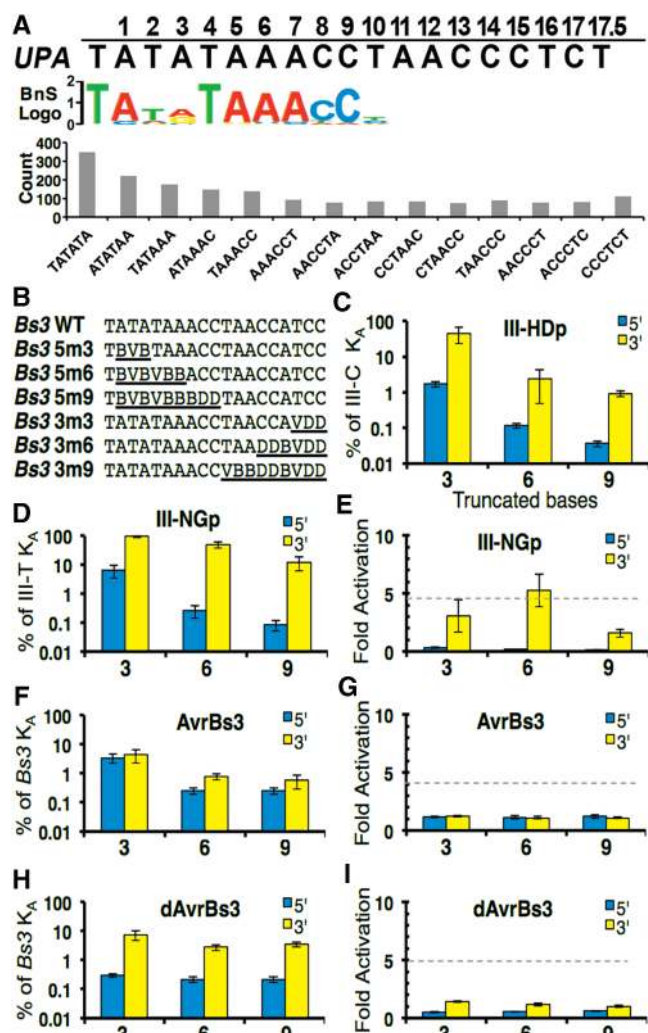 A
1 2 3 4 5 6 7 8 9 10 11 12 13 14 15 16 17 17.5
UPA T A T A T A A A C C T A A C C C T C T
BnS Logo
2
1
0
TATATAAACC
Count
400
300
200
100
0
TATATA ATATAA TATAAA ATAAAC TAAACC AAACCT AACCTA ACCTAA CCTAAC CTAACC TAACCC AACCCT ACCCTC CCCTCT
B
Bs3 WT TATATAAACCTAACCATCC
Bs3 5m3 TBVBTAAACCTAACCATCC
Bs3 5m6 TBVBVBBACCTAACCATCC
Bs3 5m9 TBVBVBBBDDTAACCATCC
Bs3 3m3 TATATAAACCTAACCAVDD
Bs3 3m6 TATATAAACCTAADDBVDD
Bs3 3m9 TATATAAACCVBBDDBVDD
C
III-HDp
5'
3'
% of III-C KA
100
10
1
0.1
0.01
3 6 9
Truncated bases
D
III-NGp
5'
3'
% of III-T KA
100
10
1
0.1
0.01
3 6 9
E
III-NGp
5'
3'
Fold Activation
10
5
0
3 6 9
F
AvrBs3
5'
3'
% of Bs3 KA
100
10
1
0.1
0.01
3 6 9
G
AvrBs3
5'
3'
Fold Activation
10
5
0
3 6 9
H
dAvrBs3
5'
3'
% of Bs3 KA
100
10
1
0.1
0.01
3 6 9
I
dAvrBs3
5'
3'
Fold Activation
10
5
0
3 6 9